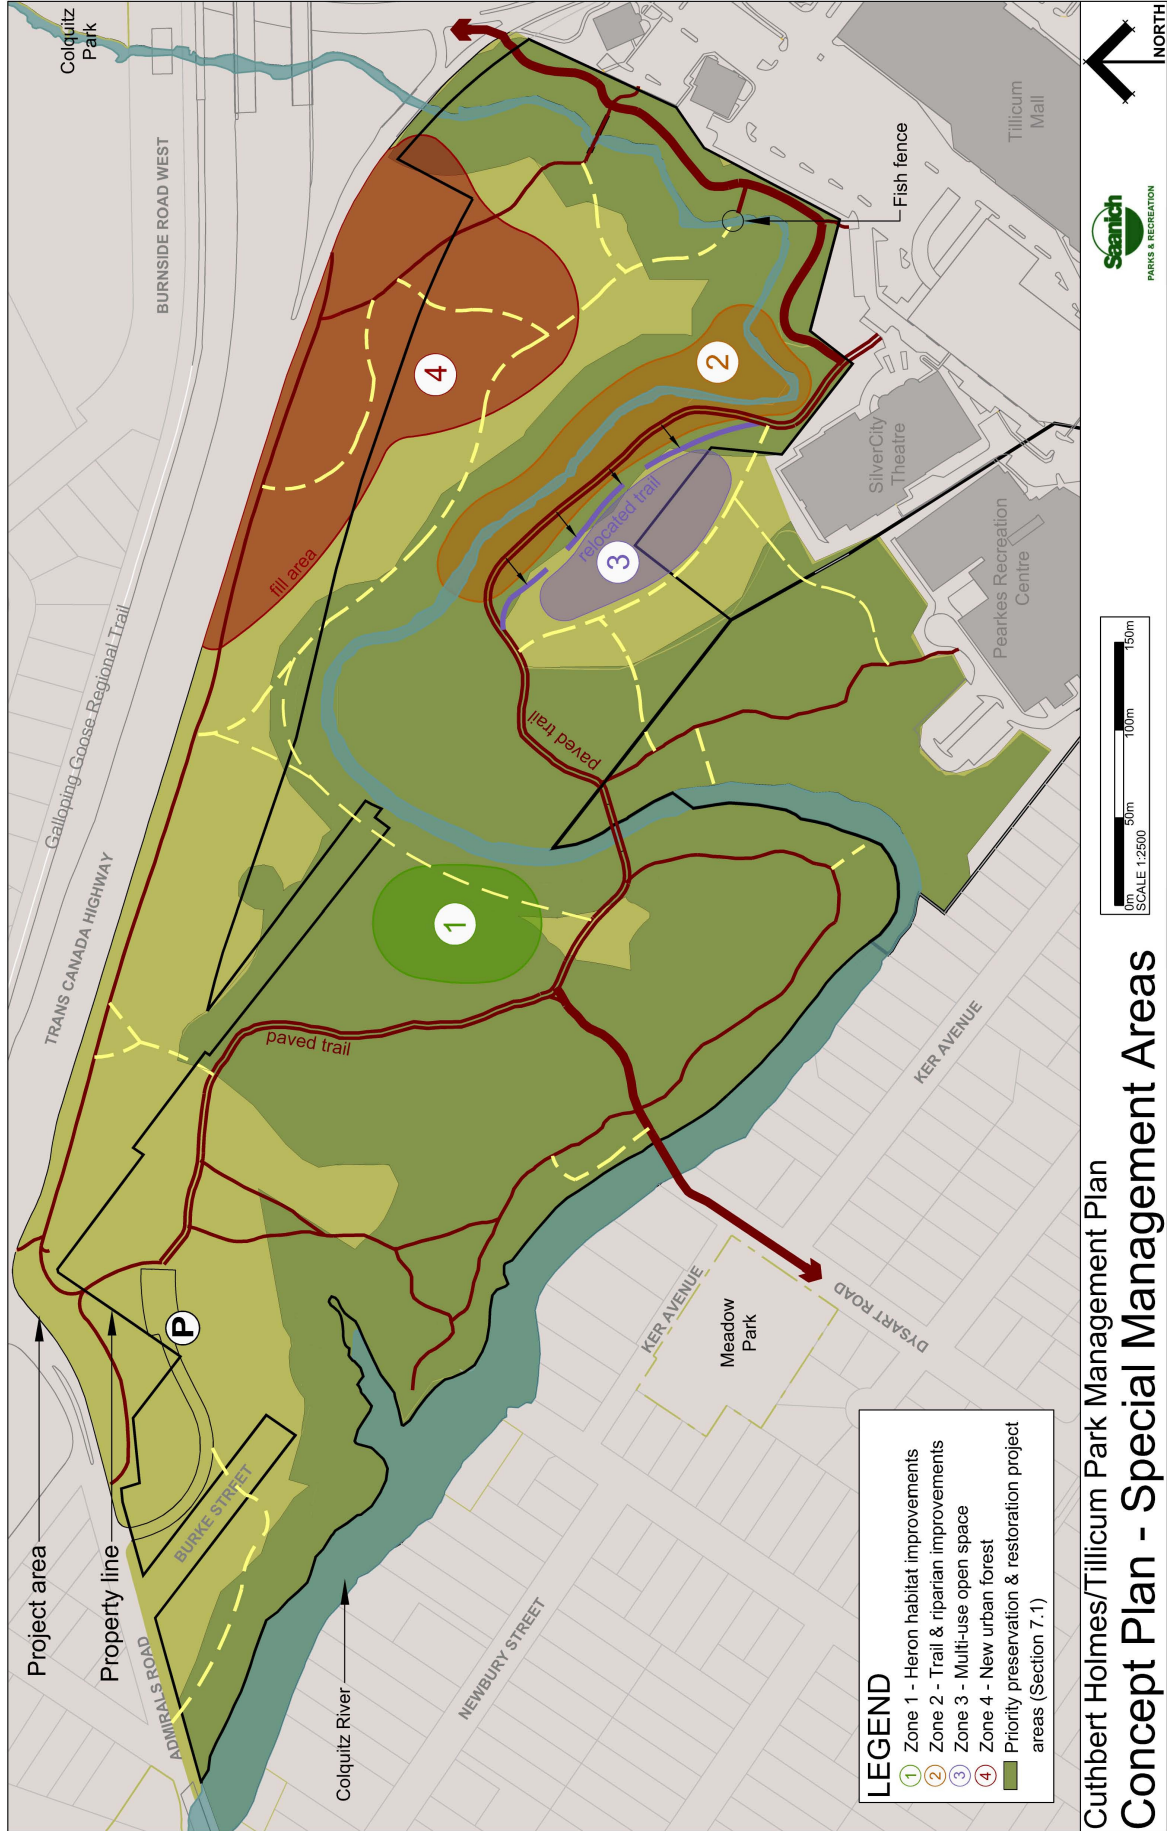 Colquitz
Park
BURNSIDE ROAD WEST
Galloping Goose Regional Trail
TRANS CANADA HIGHWAY
Project area
Property line
ADMIRALS ROAD
BURKE STREET
P
paved trail
fill area
4
1
2
3
relocated trail
paved trail
Fish fence
Tillicum
Mall
SilverCity
Theatre
Pearkes Recreation
Centre
Colquitz River
NEWBURY STREET
KER AVENUE
KER AVENUE
Meadow
Park
DYSART ROAD
LEGEND
1 Zone 1 - Heron habitat improvements
2 Zone 2 - Trail & riparian improvements
3 Zone 3 - Multi-use open space
4 Zone 4 - New urban forest
Priority preservation & restoration project
areas (Section 7.1)
Cuthbert Holmes/Tillicum Park Management Plan
Concept Plan - Special Management Areas
0m 50m 100m 150m
SCALE 1:2500
Saanich
PARKS & RECREATION
NORTH